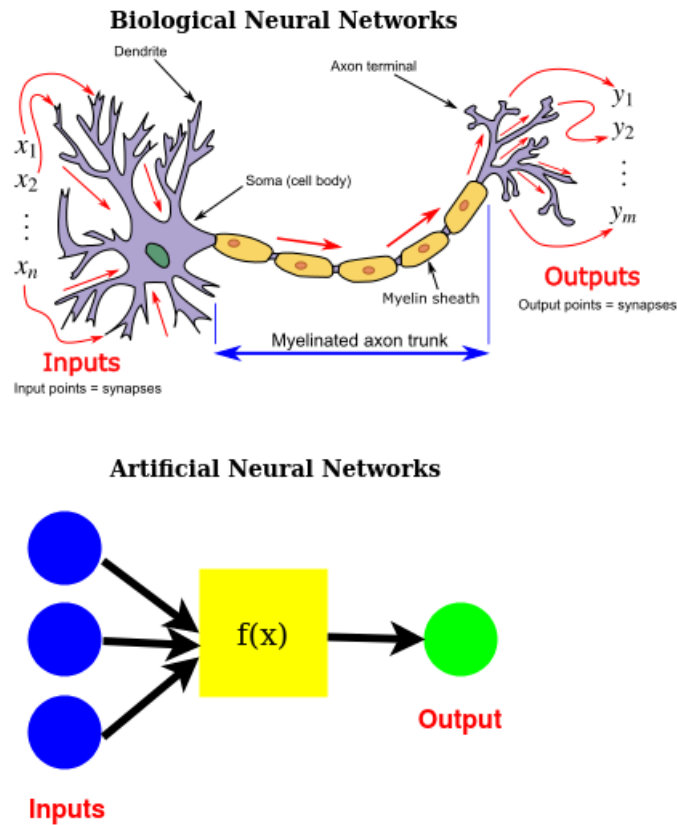 Biological Neural Networks
Dendrite
Axon terminal
x1
x2
⋮
xn
Soma (cell body)
y1
y2
⋮
ym
Myelin sheath
Outputs
Output points = synapses
Myelinated axon trunk
Inputs
Input points = synapses
Artificial Neural Networks
f(x)
Output
Inputs